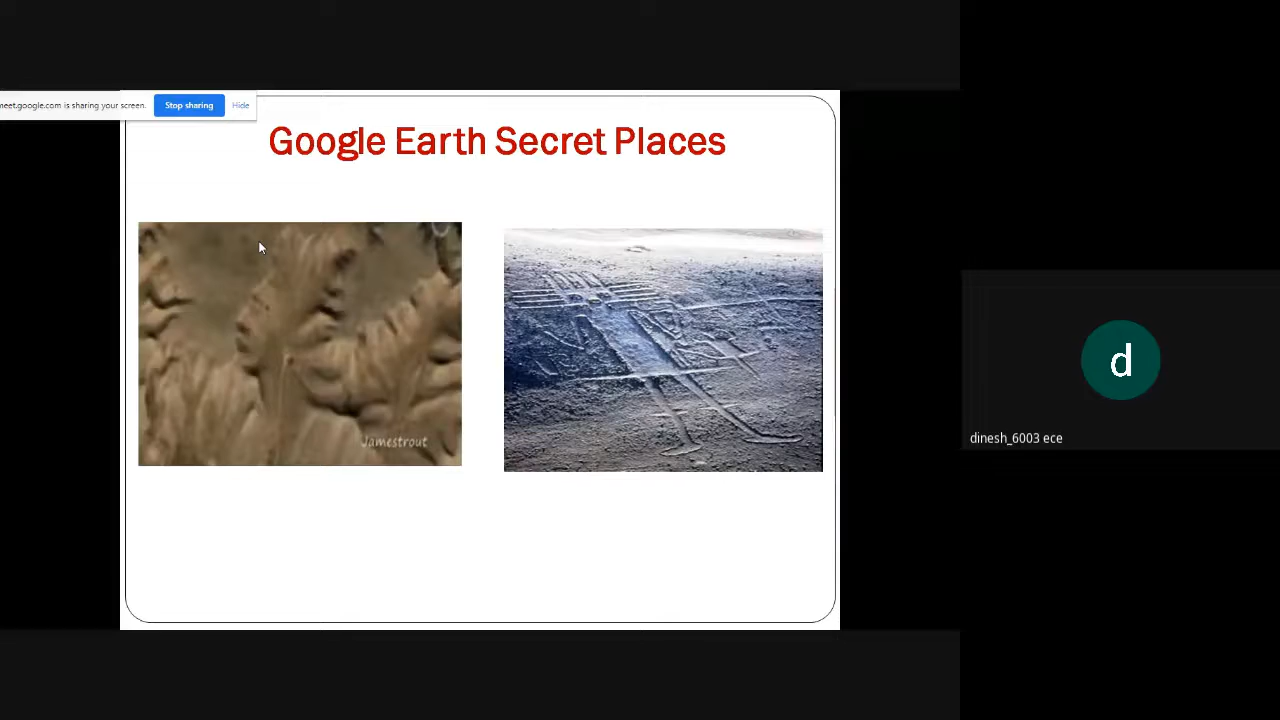 meet.google.com is sharing your screen.
Stop sharing
Hide
Google Earth Secret Places
Jamestrout
d
dinesh_6003 ece